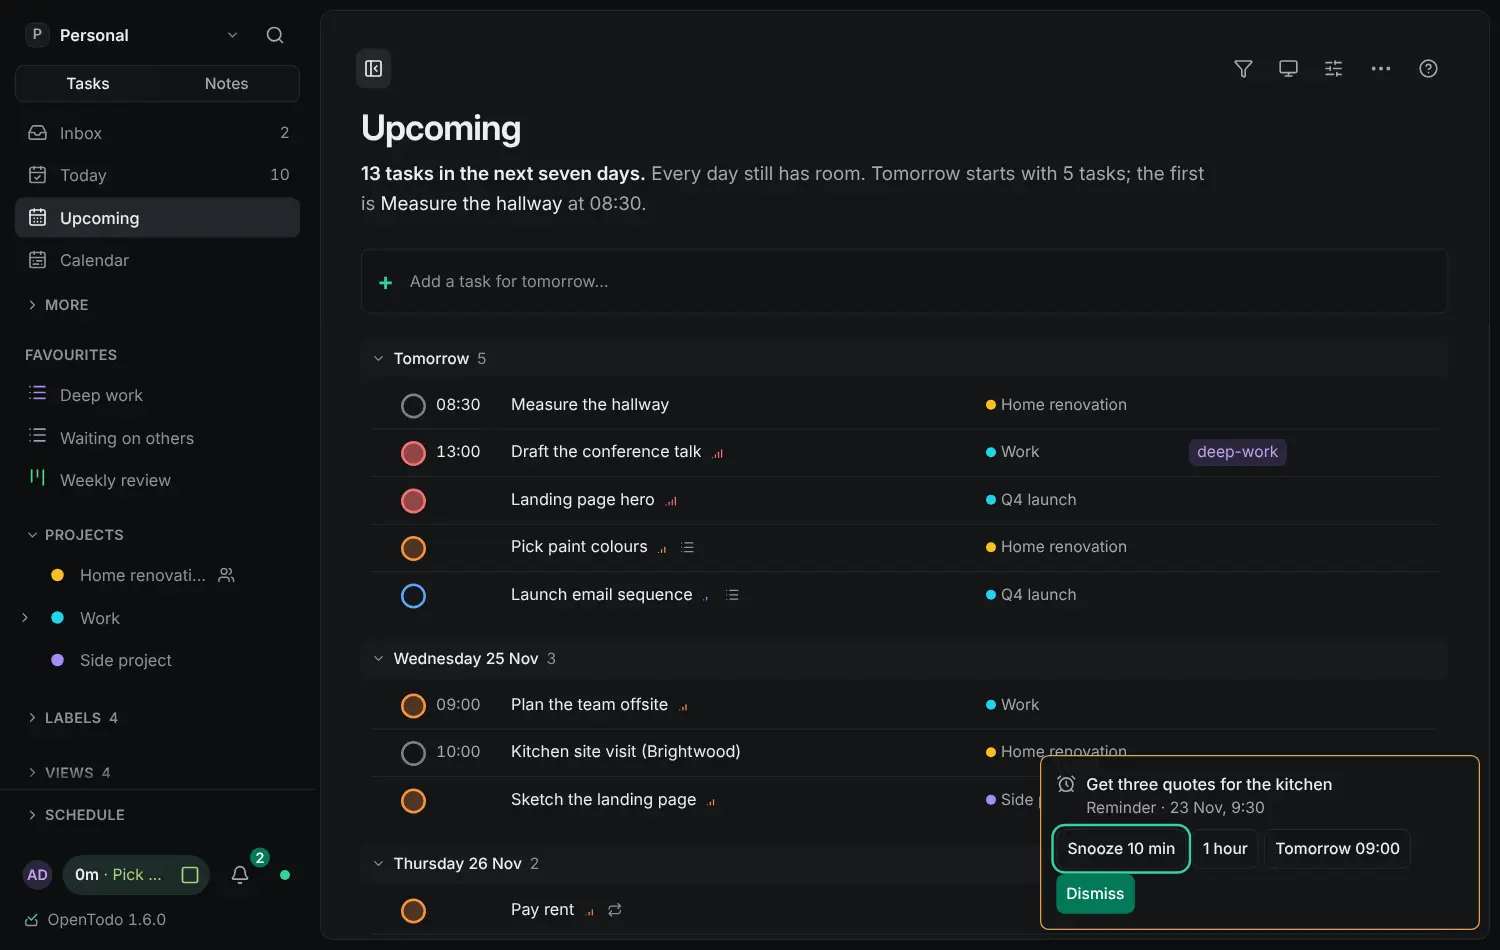 P Personal
Tasks Notes
Inbox 2
Today 10
Upcoming
Calendar
MORE
FAVOURITES
Deep work
Waiting on others
Weekly review
PROJECTS
Home renovati...
Work
Side project
LABELS 4
VIEWS 4
SCHEDULE
AD 0m · Pick ... 2
OpenTodo 1.6.0
Upcoming
13 tasks in the next seven days. Every day still has room. Tomorrow starts with 5 tasks; the first
is Measure the hallway at 08:30.
+ Add a task for tomorrow...
Tomorrow 5
08:30 Measure the hallway Home renovation
13:00 Draft the conference talk Work deep-work
Landing page hero Q4 launch
Pick paint colours Home renovation
Launch email sequence Q4 launch
Wednesday 25 Nov 3
09:00 Plan the team offsite Work
10:00 Kitchen site visit (Brightwood) Home renovation
Sketch the landing page Side
Thursday 26 Nov 2
Pay rent
Get three quotes for the kitchen
Reminder · 23 Nov, 9:30
Snooze 10 min 1 hour Tomorrow 09:00
Dismiss